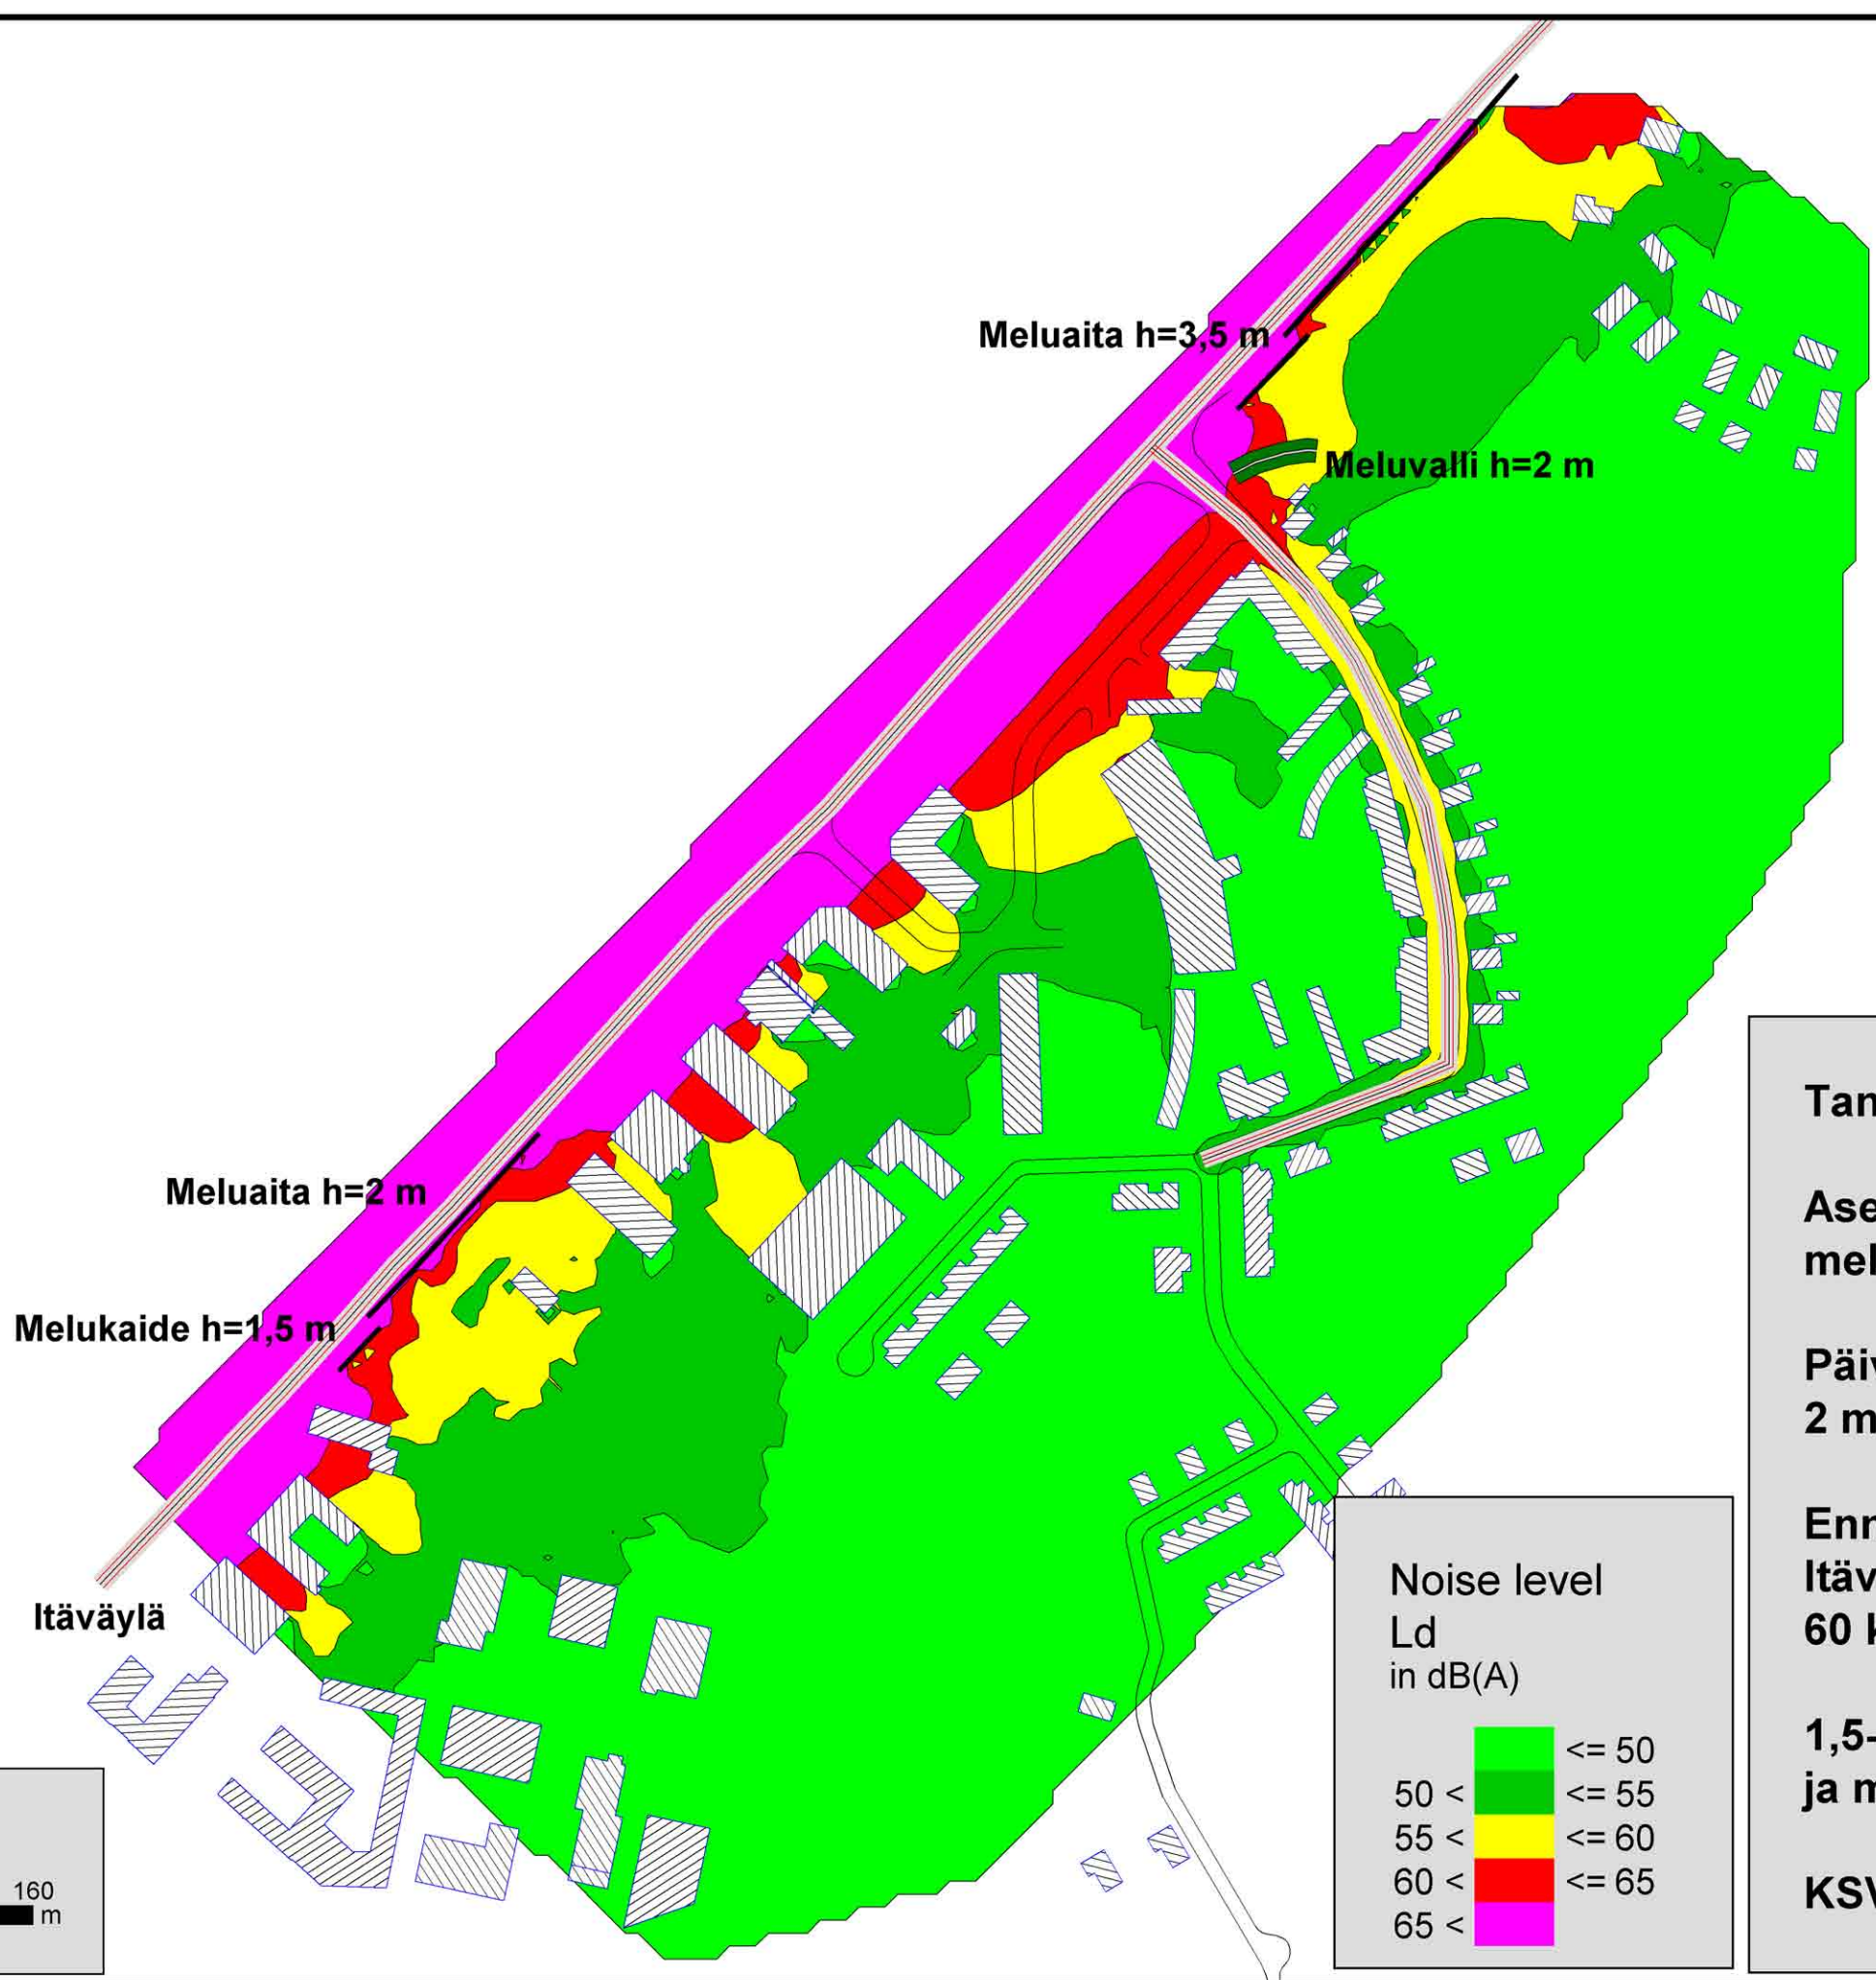 Meluaita h=3,5 m
Meluvalli h=2 m
Meluaita h=2 m
Melukaide h=1,5 m
Itäväylä
160
m
Noise level
Ld
in dB(A)
<= 50
50 < <= 55
55 < <= 60
60 < <= 65
65 <
Tan
Ase
mel
Päiv
2 m
Enn
Itäv
60 k
1,5-
ja m
KSV